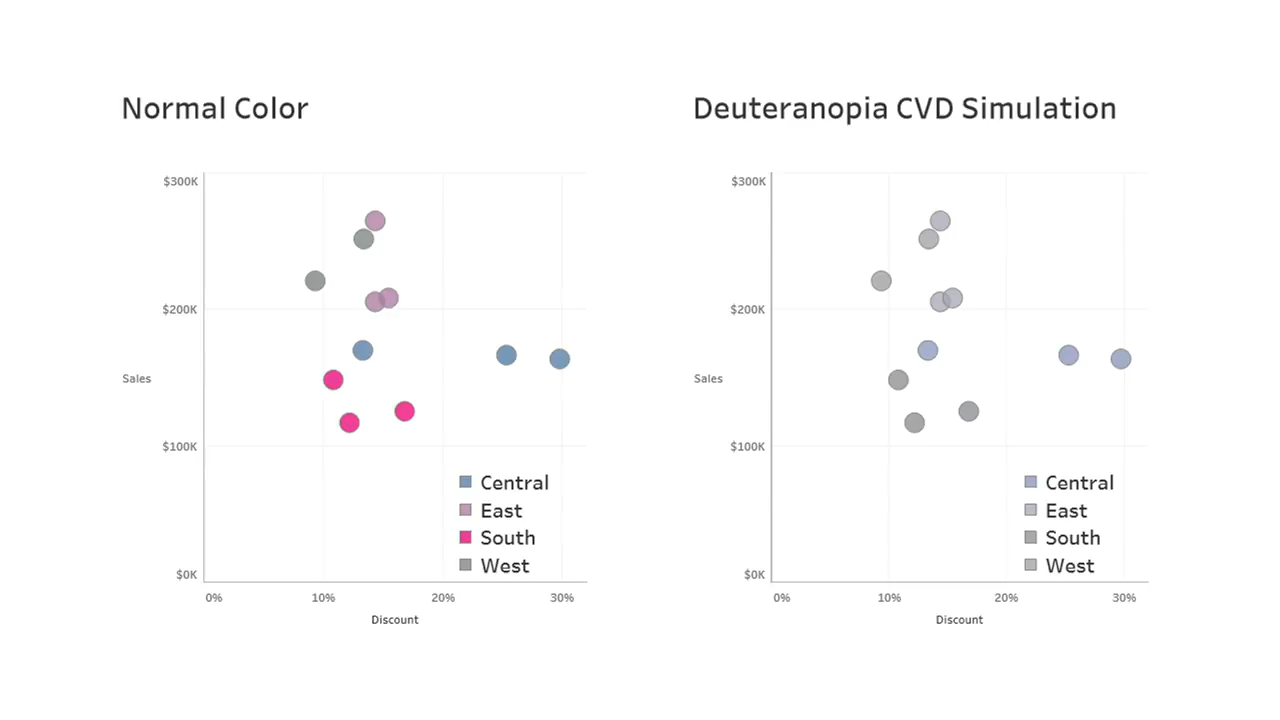 Normal Color
$300K
$200K
Sales
$100K
$0K
Central
East
South
West
0%
10%
20%
30%
Discount
Deuteranopia CVD Simulation
$300K
$200K
Sales
$100K
$0K
Central
East
South
West
0%
10%
20%
30%
Discount